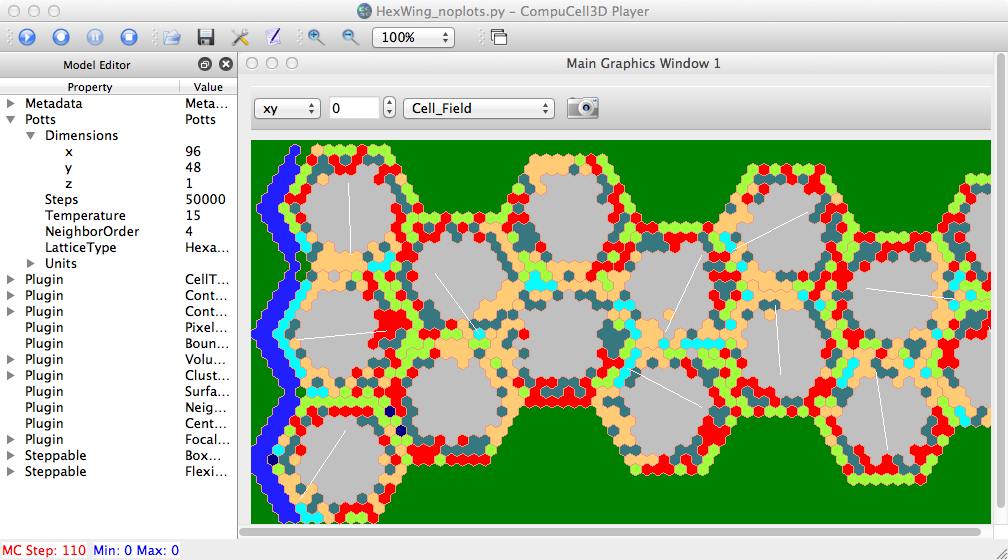 HexWing_noplots.py – CompuCell3D Player
100%
Model Editor
Main Graphics Window 1
Property Value
xy 0 Cell_Field
Metadata Meta...
Potts Potts
Dimensions
x 96
y 48
z 1
Steps 50000
Temperature 15
NeighborOrder 4
LatticeType Hexa...
Units
Plugin CellT...
Plugin Cont...
Plugin Cont...
Plugin Pixel...
Plugin Boun...
Plugin Volu...
Plugin Clust...
Plugin Surfa...
Plugin Neig...
Plugin Cent...
Plugin Focal...
Steppable Box...
Steppable Flexi...
MC Step: 110 Min: 0 Max: 0